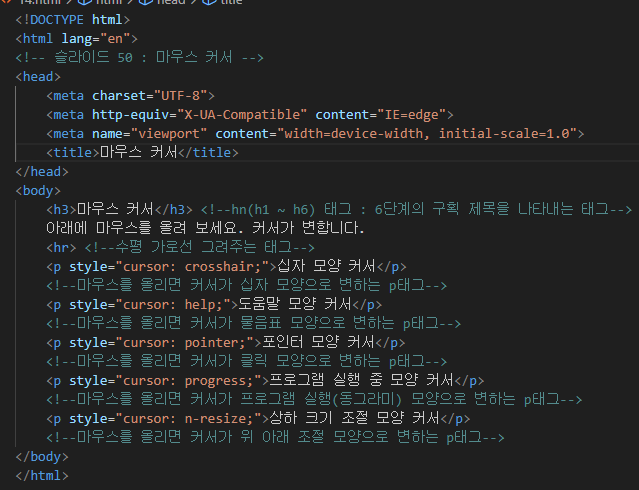 14.html > html > head > title
<!DOCTYPE html>
<html lang="en">
<!-- 슬라이드 50 : 마우스 커서 -->
<head>
<meta charset="UTF-8">
<meta http-equiv="X-UA-Compatible" content="IE=edge">
<meta name="viewport" content="width=device-width, initial-scale=1.0">
<title>마우스 커서</title>
</head>
<body>
<h3>마우스 커서</h3> <!--hn(h1 ~ h6) 태그 : 6단계의 구획 제목을 나타내는 태그-->
아래에 마우스를 올려 보세요. 커서가 변합니다.
<hr> <!--수평 가로선 그려주는 태그-->
<p style="cursor: crosshair;">십자 모양 커서</p>
<!--마우스를 올리면 커서가 십자 모양으로 변하는 p태그-->
<p style="cursor: help;">도움말 모양 커서</p>
<!--마우스를 올리면 커서가 물음표 모양으로 변하는 p태그-->
<p style="cursor: pointer;">포인터 모양 커서</p>
<!--마우스를 올리면 커서가 클릭 모양으로 변하는 p태그-->
<p style="cursor: progress;">프로그램 실행 중 모양 커서</p>
<!--마우스를 올리면 커서가 프로그램 실행(동그라미) 모양으로 변하는 p태그-->
<p style="cursor: n-resize;">상하 크기 조절 모양 커서</p>
<!--마우스를 올리면 커서가 위 아래 조절 모양으로 변하는 p태그-->
</body>
</html>